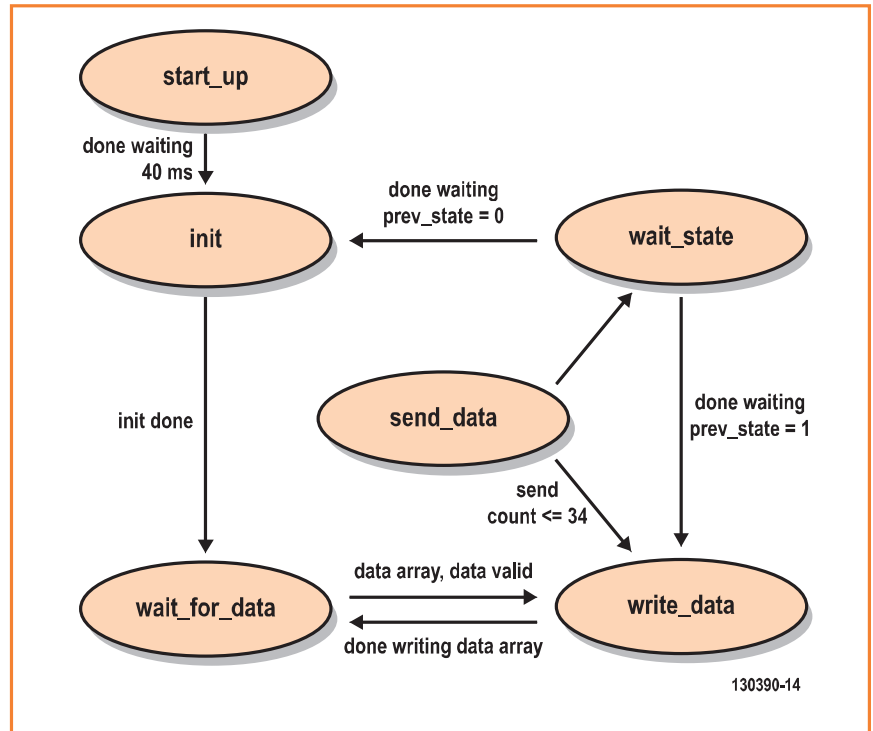 start_up
done waiting
40 ms
init
done waiting
prev_state = 0
wait_state
init done
send_data
done waiting
prev_state = 1
send
count <= 34
wait_for_data
data array, data valid
done writing data array
write_data
130390-14